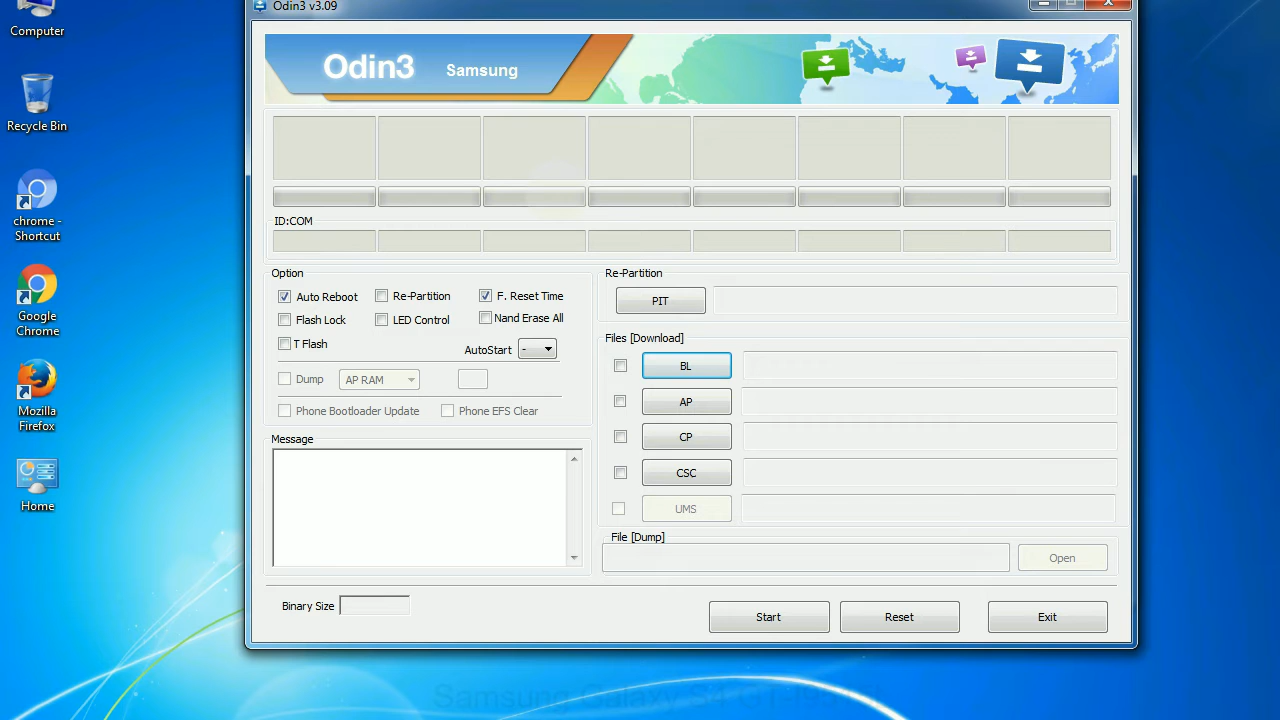 Odin3 v3.09
Computer
Recycle Bin
chrome - Shortcut
Google Chrome
Mozilla Firefox
Home
Odin3 Samsung
ID:COM
Option
Auto Reboot Re-Partition F. Reset Time
Flash Lock LED Control Nand Erase All
T Flash
AutoStart -
Dump AP RAM
Phone Bootloader Update Phone EFS Clear
Message
Re-Partition
PIT
Files [Download]
BL
AP
CP
CSC
UMS
File [Dump]
Open
Binary Size
Start Reset Exit
Samsung Galaxy S4